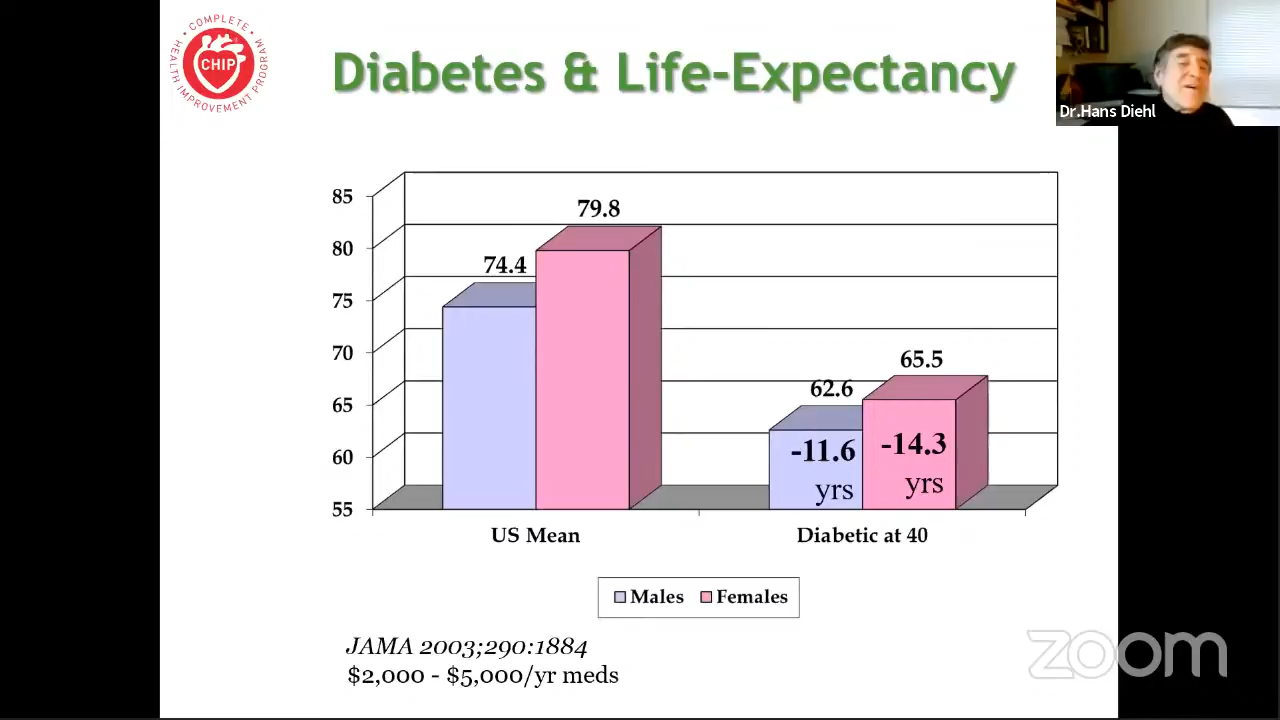 • COMPLETE •
HEALTH IMPROVEMENT PROGRAM
CHIP
Diabetes & Life-Expectancy
Dr.Hans Diehl
85
80
75
70
65
60
55
74.4
79.8
62.6
65.5
-11.6
yrs
-14.3
yrs
US Mean
Diabetic at 40
Males
Females
JAMA 2003;290:1884
$2,000 - $5,000/yr meds
zoom